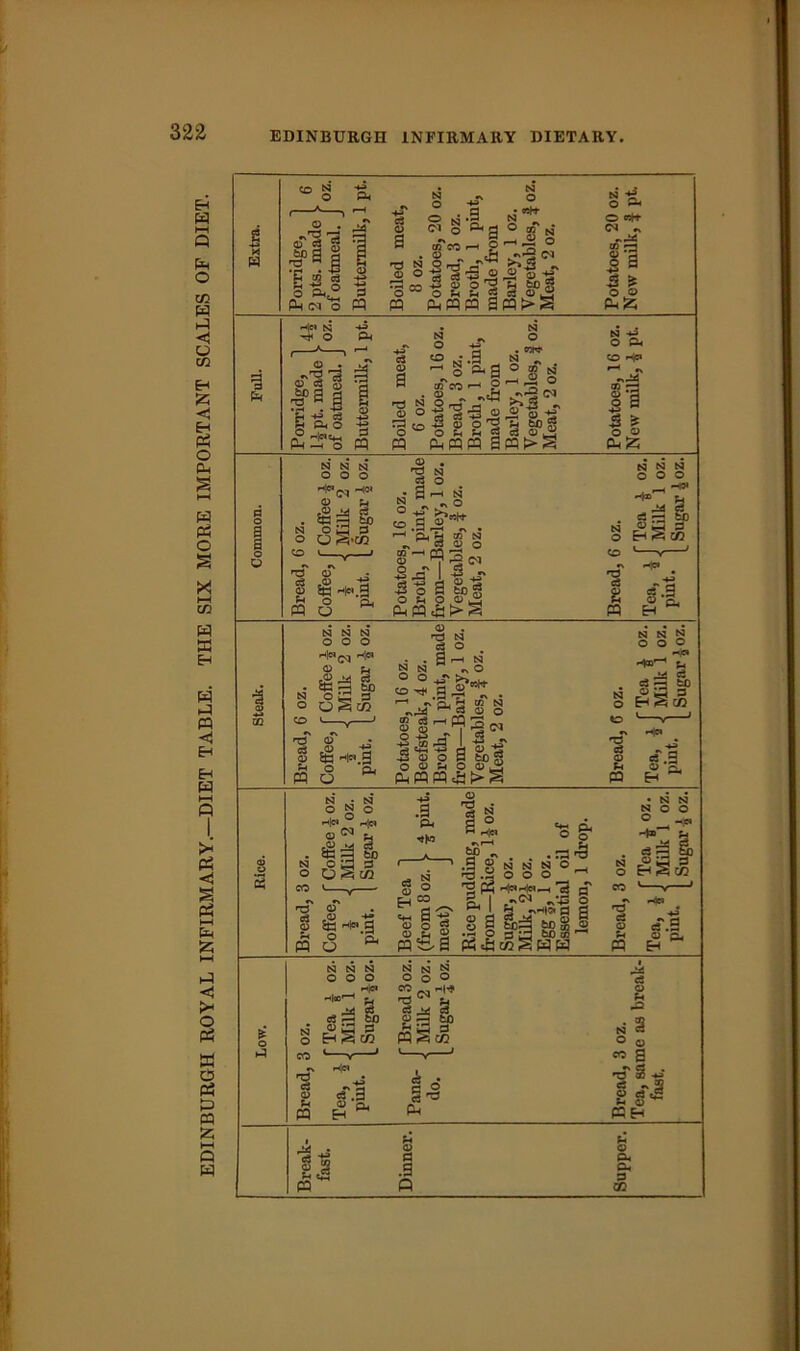 322 EDINBURGH INFIRMARY DIETARY.
EDINBURGH ROYAL INFIRMARY.—DIET TABLE. THE SIX MORE IMPORTANT SCALES OF DIET.
Low. Rice. Steak. Common. Full. Extra.
Break-
fast.
Bread, 3 oz.
Tea, ½ pint. { Tea ⅛ oz.
Milk 1 oz.
Sugar ½ oz.
Bread, 3 oz.
Coffee, ½ pint. { Coffee ½ oz.
Milk 2 oz.
Sugar ½ oz.
Bread, 6 oz.
Coffee, ½ pint. { Coffee ½ oz.
Milk 2 oz.
Sugar ½ oz.
Bread, 6 oz.
Coffee, ½ pint. { Coffee ½ oz.
Milk 2 oz.
Sugar ½ oz.
Porridge,
1½ pt. made
of oatmeal. } 4½ oz.
Buttermilk, 1 pt.
Porridge,
2 pts. made
of oatmeal. } 6 oz.
Buttermilk, 1 pt.
Dinner.
Pana-
do. { Bread 3 oz.
Milk 2 oz.
Sugar ¼ oz.
Beef Tea
(from 8 oz.
meat) } ½ pint.
Rice pudding, made
from—Rice, 1½ oz.
Sugar, ½ oz.
Milk, 2½ oz.
Egg ½, 1 oz.
Essential oil of
lemon, 1 drop.
Potatoes, 16 oz.
Beefsteak, 4 oz.
Broth, 1 pint, made
from—Barley, 1 oz.
Vegetables, ¾ oz.
Meat, 2 oz.
Potatoes, 16 oz.
Broth, 1 pint, made
from—Barley, 1 oz.
Vegetables, ¾ oz.
Meat, 2 oz.
Boiled meat,
6 oz.
Potatoes, 16 oz.
Bread, 3 oz.
Broth, 1 pint,
made from
Barley, 1 oz.
Vegetables, ¾ oz.
Meat, 2 oz.
Boiled meat,
8 oz.
Potatoes, 20 oz.
Bread, 3 oz.
Broth, 1 pint,
made from
Barley, 1 oz.
Vegetables, ¾ oz.
Meat, 2 oz.
Supper.
Bread, 3 oz.
Tea, same as break-
fast.
Bread, 3 oz.
Tea, ½ pint. { Tea ⅛ oz.
Milk 1 oz.
Sugar ½ oz.
Bread, 6 oz.
Tea, ½ pint. { Tea ⅛ oz.
Milk 1 oz.
Sugar ½ oz.
Bread, 6 oz.
Tea, ½ pint. { Tea ⅛ oz.
Milk 1 oz.
Sugar ½ oz.
Potatoes, 16 oz.
New milk, ½ pt.
Potatoes, 20 oz.
New milk, ¾ pt.